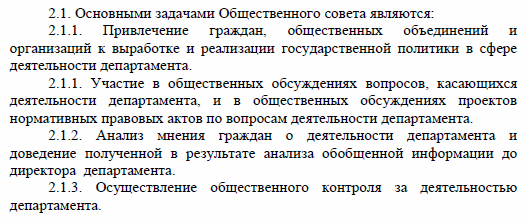 2.1. Основными задачами Общественного совета являются:
2.1.1. Привлечение граждан, общественных объединений и
организаций к выработке и реализации государственной политики в сфере
деятельности департамента.
2.1.1. Участие в общественных обсуждениях вопросов, касающихся
деятельности департамента, и в общественных обсуждениях проектов
нормативных правовых актов по вопросам деятельности департамента.
2.1.2. Анализ мнения граждан о деятельности департамента и
доведение полученной в результате анализа обобщенной информации до
директора департамента.
2.1.3. Осуществление общественного контроля за деятельностью
департамента.